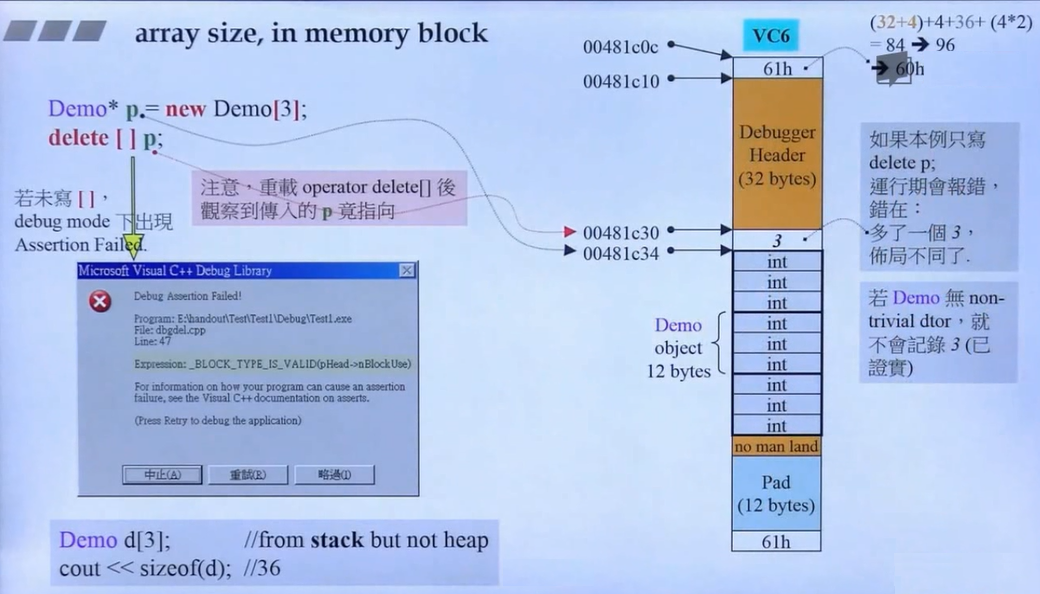 array size, in memory block
Demo* p = new Demo[3];
delete [ ] p;
若未寫 [ ]，
debug mode 下出現
Assertion Failed.
注意，重載 operator delete[] 後
觀察到傳入的 p 竟指向
Microsoft Visual C++ Debug Library
Debug Assertion Failed!
Program: E:\handout\Test\Test1\Debug\Test1.exe
File: dbgdel.cpp
Line: 47
Expression: _BLOCK_TYPE_IS_VALID(pHead->nBlockUse)
For information on how your program can cause an assertion
failure, see the Visual C++ documentation on asserts.
(Press Retry to debug the application)
中止(A)
重試(R)
略過(I)
Demo d[3]; //from stack but not heap
cout << sizeof(d); //36
VC6
00481c0c
61h
00481c10
Debugger
Header
(32 bytes)
00481c30
3
00481c34
int
int
int
int
int
int
int
int
int
Demo
object
12 bytes
no man land
Pad
(12 bytes)
61h
(32+4)+4+36+ (4*2)
= 84 ➔ 96
➔ 60h
如果本例只寫
delete p;
運行期會報錯，
錯在：
多了一個 3，
佈局不同了.
若 Demo 無 non-
trivial dtor，就
不會記錄 3 (已
證實)